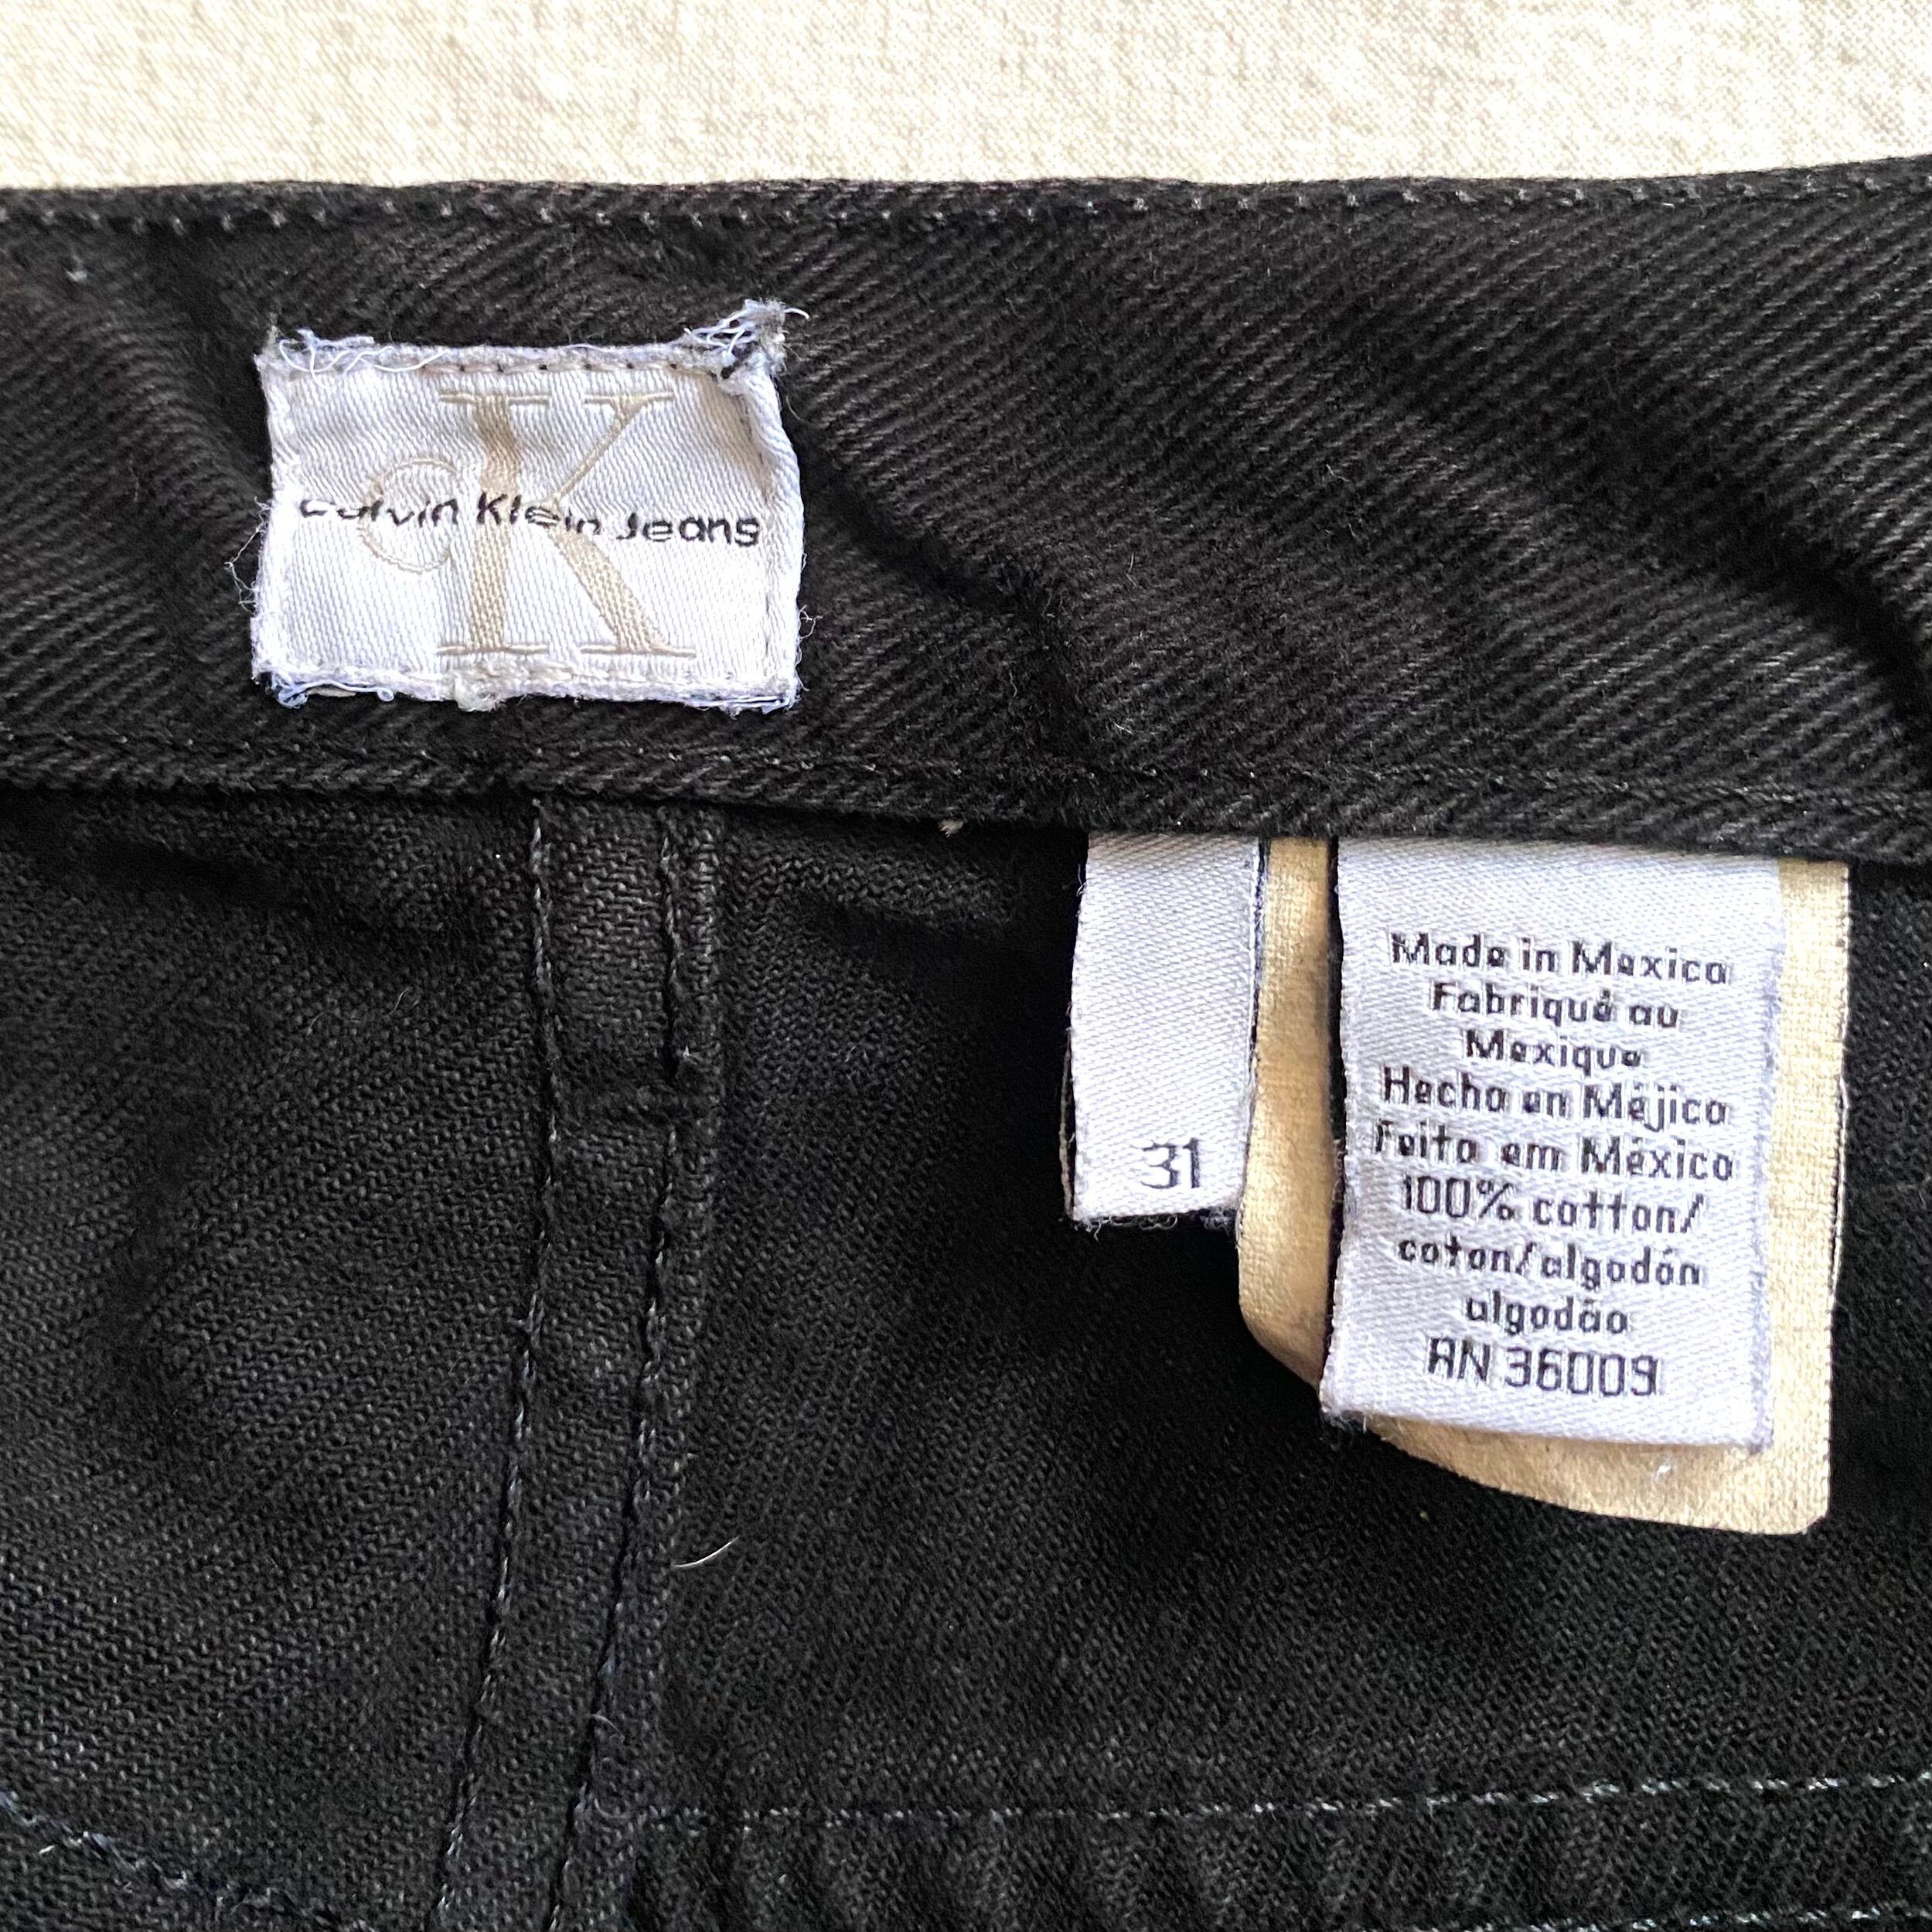 cK
Calvin Klein Jeans
31
Made in Mexico
Fabriqué au
Mexique
Hecho en Méjico
Feito em México
100% cotton/
coton/algodón
algodão
RN 36009